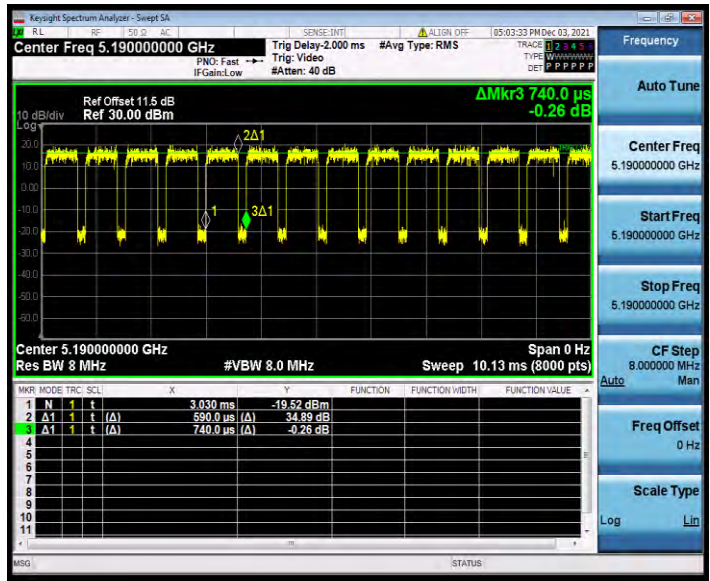 Keysight Spectrum Analyzer - Swept SA
RL RF 50 Ω AC SENSE:INT ALIGN OFF 05:03:33 PM Dec 03, 2021
Center Freq 5.190000000 GHz Trig Delay-2.000 ms #Avg Type: RMS TRACE 1 2 3 4 5 6
PNO: Fast Trig: Video TYPE
IFGain:Low #Atten: 40 dB DET P P P P P P
Frequency
ΔMkr3 740.0 µs
-0.26 dB
Ref Offset 11.5 dB
10 dB/div Ref 30.00 dBm
Log
20.0
10.0
0.00
-10.0
-20.0
-30.0
-40.0
-50.0
-60.0
2Δ1
1
3Δ1
Center 5.190000000 GHz Span 0 Hz
Res BW 8 MHz #VBW 8.0 MHz Sweep 10.13 ms (8000 pts)
MKR MODE TRC SCL X Y FUNCTION FUNCTION WIDTH FUNCTION VALUE
1 N 1 t 3.030 ms -19.52 dBm
2 Δ1 1 t (Δ) 590.0 µs (Δ) 34.89 dB
3 Δ1 1 t (Δ) 740.0 µs (Δ) -0.26 dB
4
5
6
7
8
9
10
11
MSG STATUS
Auto Tune
Center Freq
5.190000000 GHz
Start Freq
5.190000000 GHz
Stop Freq
5.190000000 GHz
CF Step
8.000000 MHz
Auto Man
Freq Offset
0 Hz
Scale Type
Log Lin